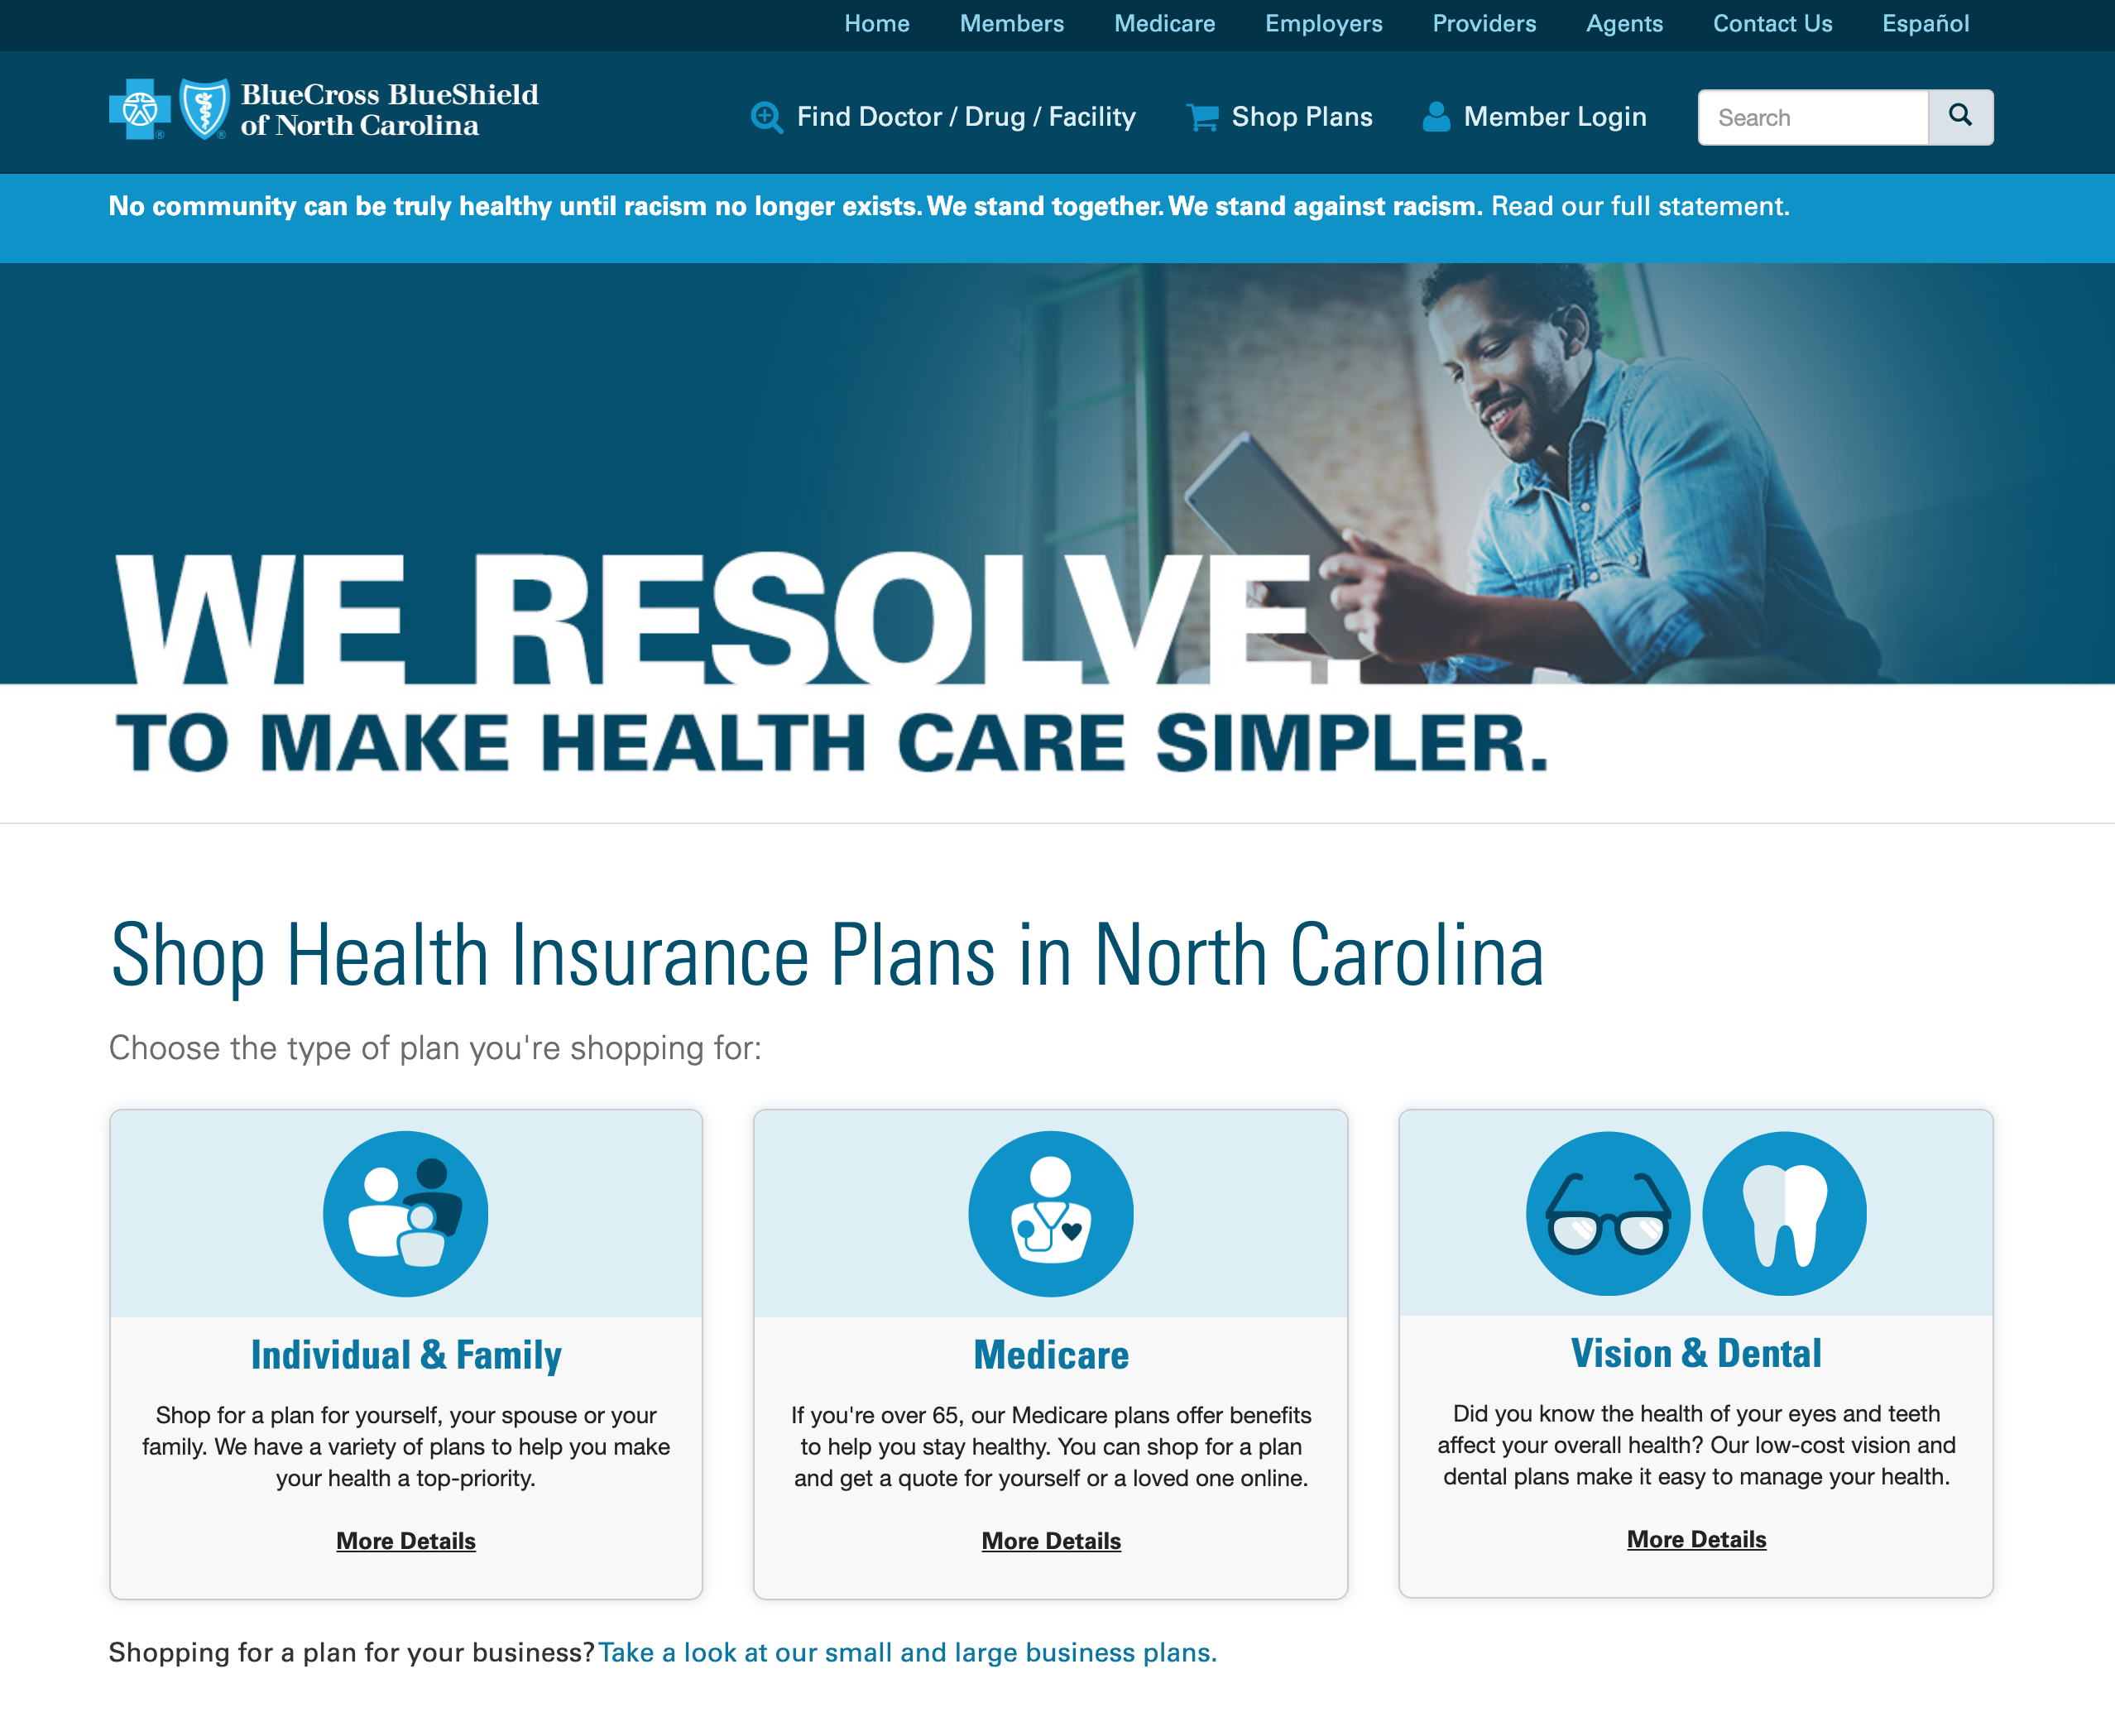 Home Members Medicare Employers Providers Agents Contact Us Español
BlueCross BlueShield
of North Carolina
Find Doctor / Drug / Facility Shop Plans Member Login Search
No community can be truly healthy until racism no longer exists. We stand together. We stand against racism. Read our full statement.
WE RESOLVE.
TO MAKE HEALTH CARE SIMPLER.
Shop Health Insurance Plans in North Carolina
Choose the type of plan you're shopping for:
Individual & Family
Shop for a plan for yourself, your spouse or your
family. We have a variety of plans to help you make
your health a top-priority.
More Details
Medicare
If you're over 65, our Medicare plans offer benefits
to help you stay healthy. You can shop for a plan
and get a quote for yourself or a loved one online.
More Details
Vision & Dental
Did you know the health of your eyes and teeth
affect your overall health? Our low-cost vision and
dental plans make it easy to manage your health.
More Details
Shopping for a plan for your business? Take a look at our small and large business plans.